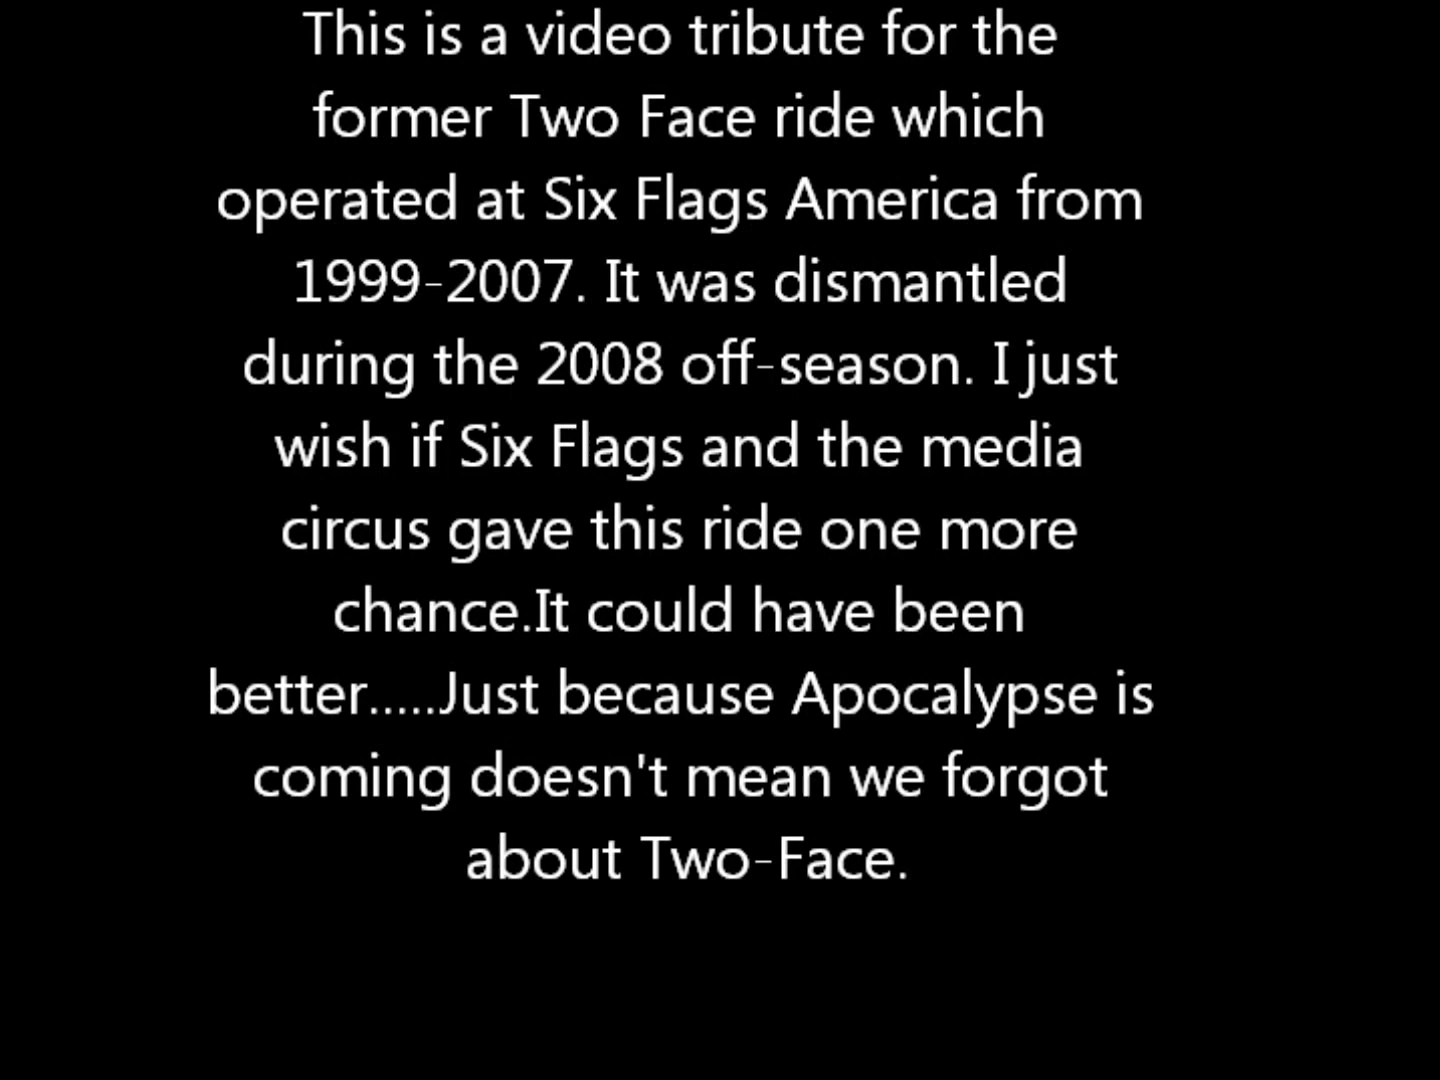 This is a video tribute for the
former Two Face ride which
operated at Six Flags America from
1999-2007. It was dismantled
during the 2008 off-season. I just
wish if Six Flags and the media
circus gave this ride one more
chance.It could have been
better.....Just because Apocalypse is
coming doesn't mean we forgot
about Two-Face.